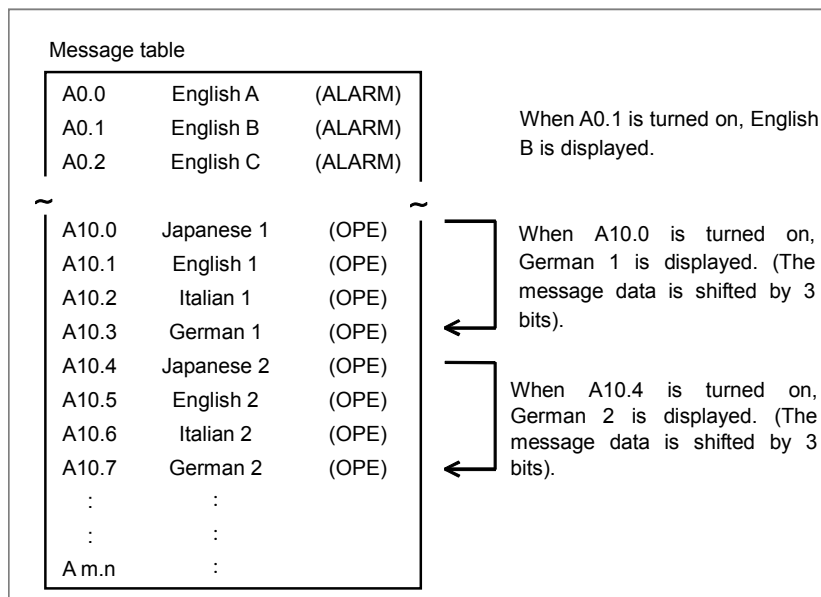 Message table
A0.0 English A (ALARM)
A0.1 English B (ALARM)
A0.2 English C (ALARM)
When A0.1 is turned on, English
B is displayed.
~ ~
A10.0 Japanese 1 (OPE)
A10.1 English 1 (OPE)
A10.2 Italian 1 (OPE)
A10.3 German 1 (OPE)
When A10.0 is turned on,
German 1 is displayed. (The
message data is shifted by 3
bits).
A10.4 Japanese 2 (OPE)
A10.5 English 2 (OPE)
A10.6 Italian 2 (OPE)
A10.7 German 2 (OPE)
When A10.4 is turned on,
German 2 is displayed. (The
message data is shifted by 3
bits).
: :
: :
A m.n :